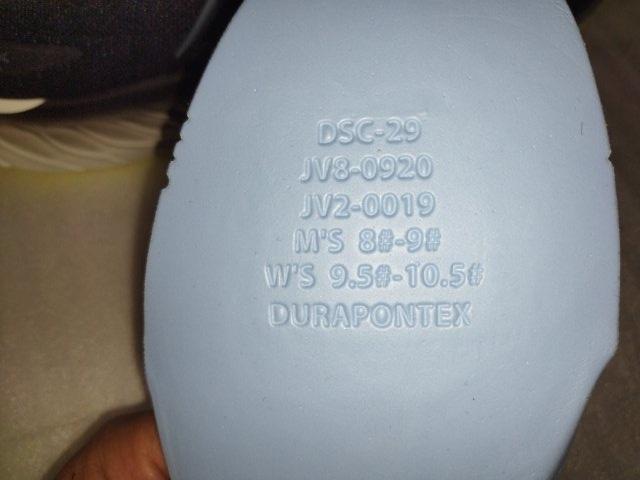 DSC-29
JV8-0920
JV2-0019
M'S 8#-9#
W'S 9.5#-10.5#
DURAPONTEX